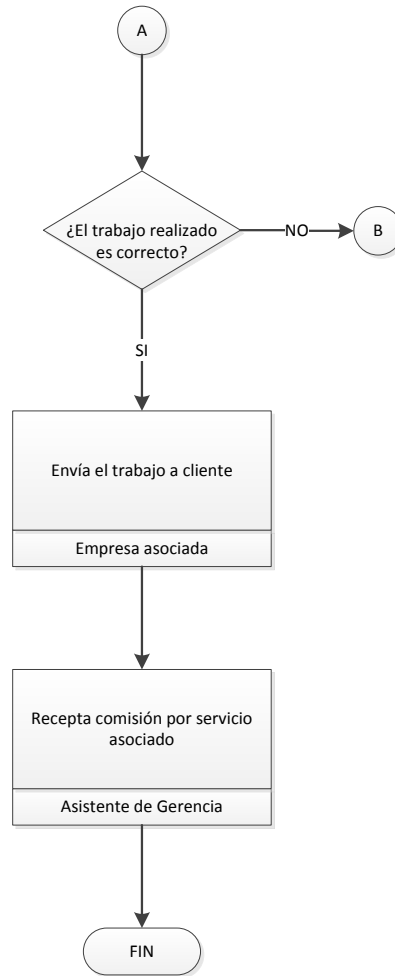 A
¿El trabajo realizado
es correcto?
NO
B
SI
Envía el trabajo a cliente
Empresa asociada
Recepta comisión por servicio
asociado
Asistente de Gerencia
FIN